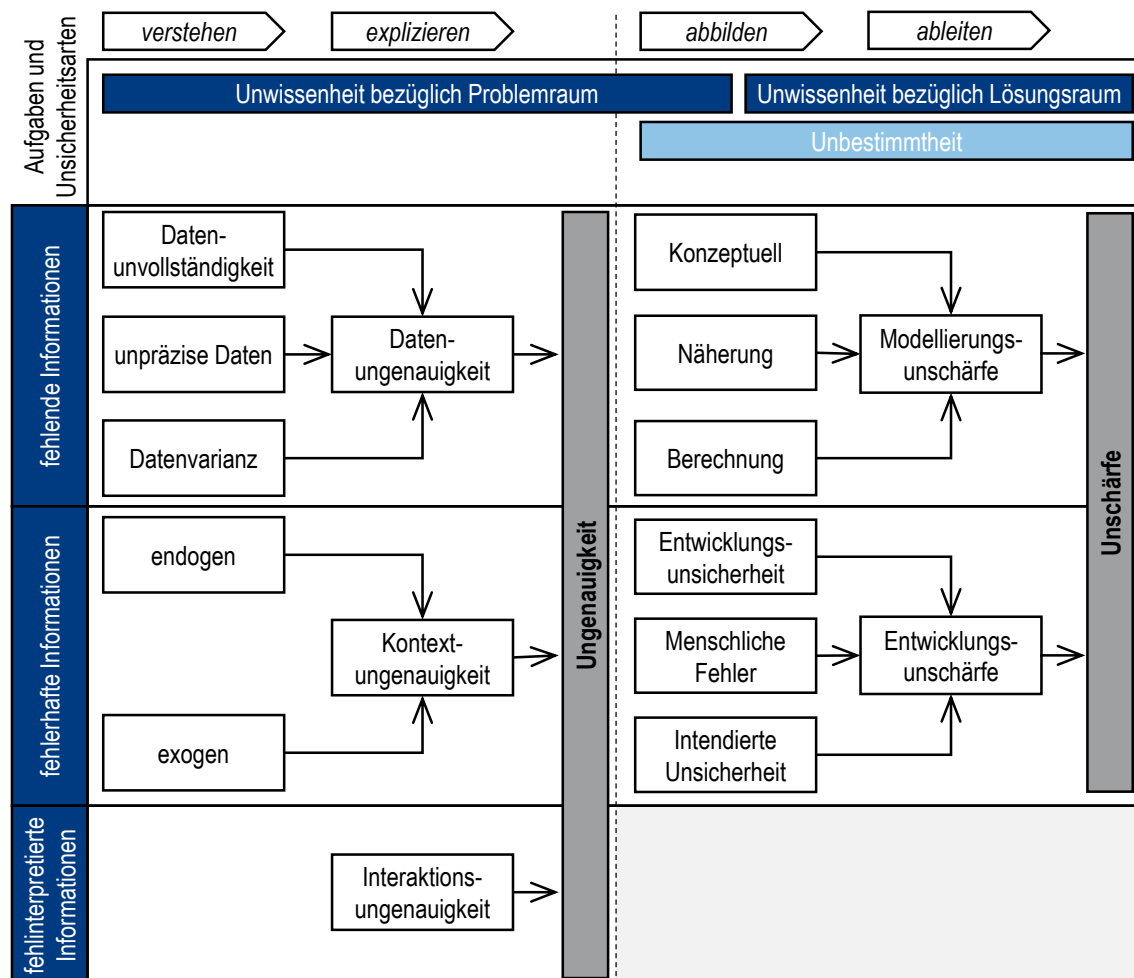 verstehen
explizieren
abbilden
ableiten
Aufgaben und
Unsicherheitsarten
Unwissenheit bezüglich Problemraum
Unwissenheit bezüglich Lösungsraum
Unbestimmtheit
fehlende Informationen
Daten-
unvollständigkeit
unpräzise Daten
Datenvarianz
Daten-
ungenauigkeit
Konzeptuell
Näherung
Berechnung
Modellierungs-
unschärfe
fehlerhafte Informationen
endogen
exogen
Kontext-
ungenauigkeit
Ungenauigkeit
Entwicklungs-
unsicherheit
Menschliche
Fehler
Intendierte
Unsicherheit
Entwicklungs-
unschärfe
Unschärfe
fehlinterpretierte
Informationen
Interaktions-
ungenauigkeit